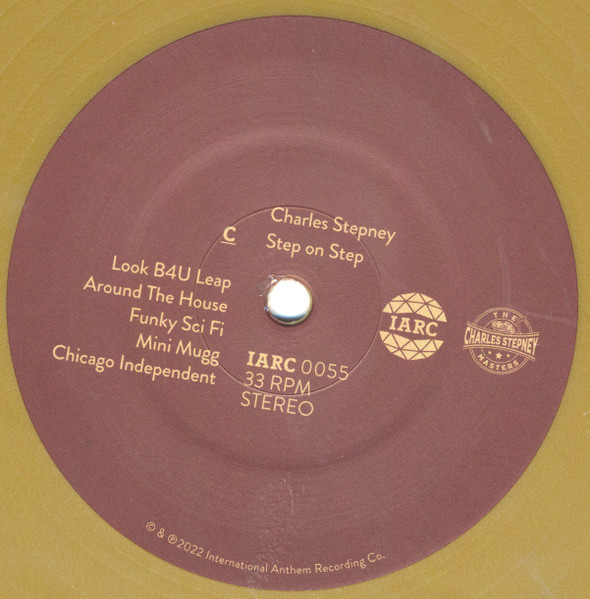 Charles Stepney
Step on Step
C
Look B4U Leap
Around The House
Funky Sci Fi
Mini Mugg
Chicago Independent
IARC 0055
33 RPM
STEREO
IARC
THE
CHARLES STEPNEY
MASTERS
© & ℗ 2022 International Anthem Recording Co.